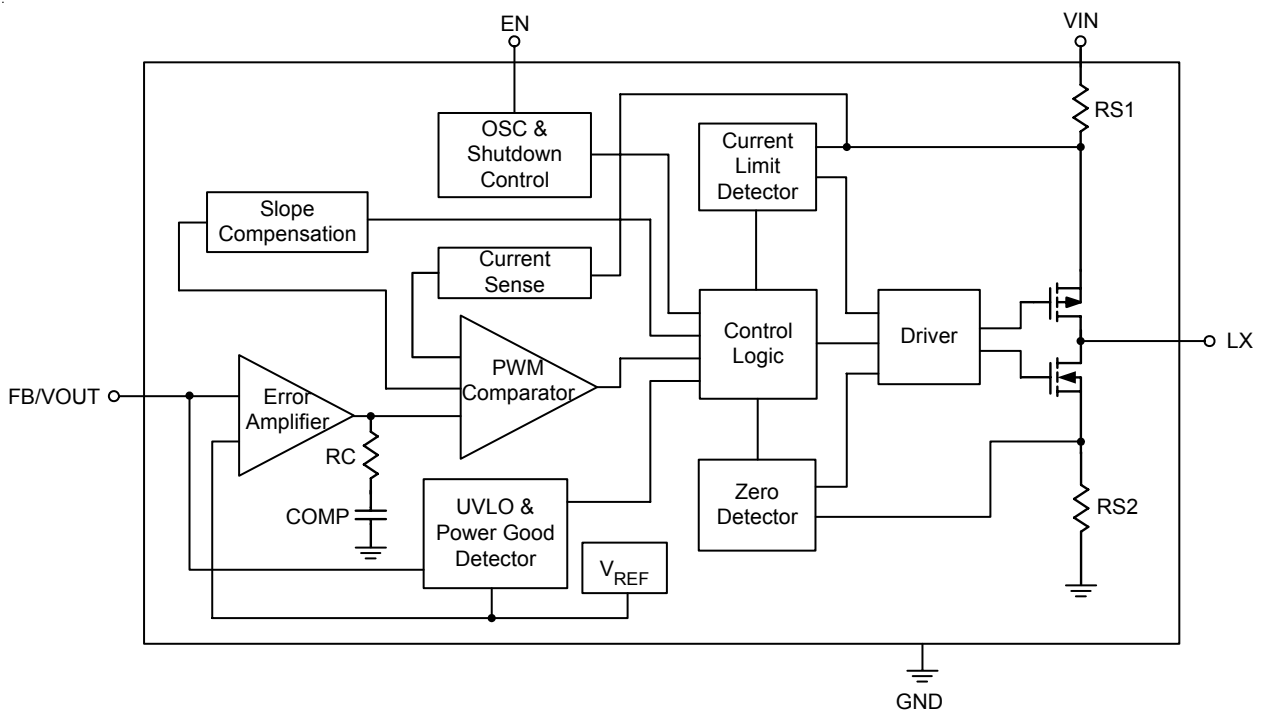 EN
VIN
RS1
OSC &
Shutdown
Control
Current
Limit
Detector
Slope
Compensation
Current
Sense
Control
Logic
Driver
LX
PWM
Comparator
FB/VOUT
Error
Amplifier
RC
COMP
UVLO &
Power Good
Detector
Zero
Detector
RS2
VREF
GND